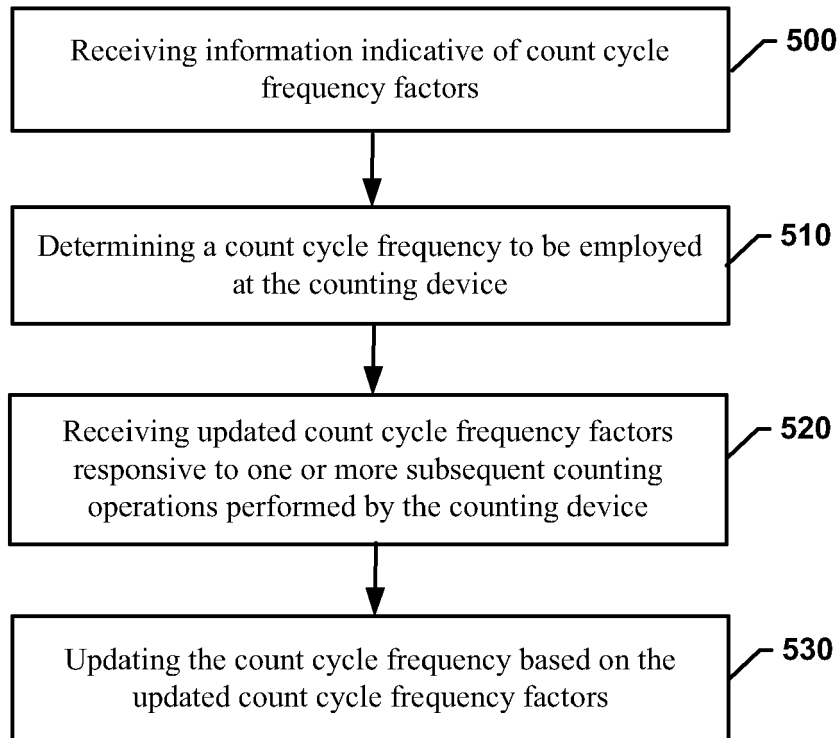 Receiving information indicative of count cycle
frequency factors
500
Determining a count cycle frequency to be employed
at the counting device
510
Receiving updated count cycle frequency factors
responsive to one or more subsequent counting
operations performed by the counting device
520
Updating the count cycle frequency based on the
updated count cycle frequency factors
530